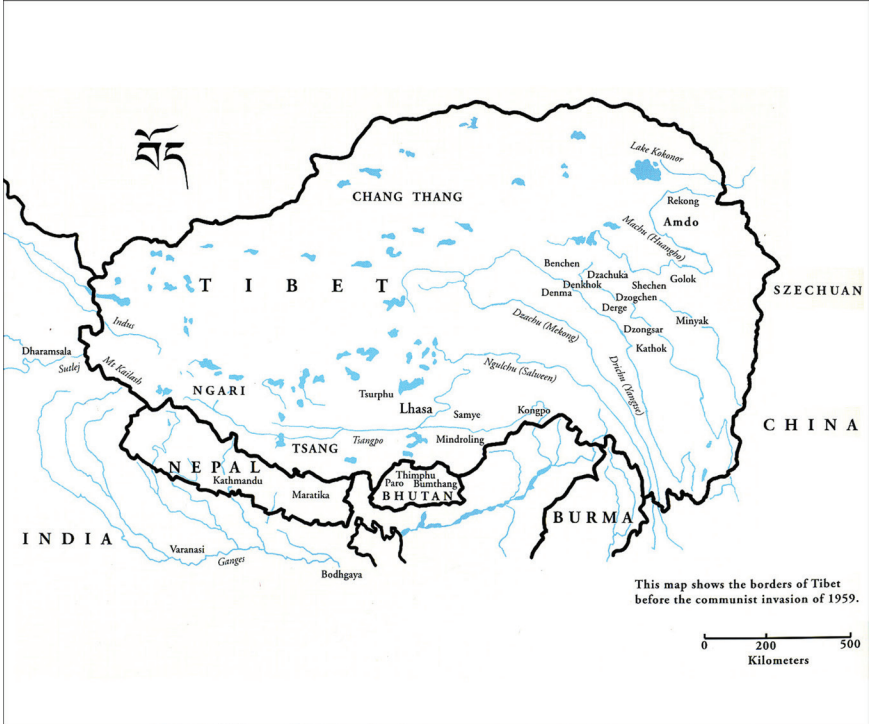 བོད
Lake Kokonor
CHANG THANG
Rekong
Amdo
Machu (Huangho)
Benchen
Dzachuka
Golok
TIBET
Denkhok
Shechen
SZECHUAN
Denma
Dzogchen
Derge
Minyak
Indus
Dzachu (Mekong)
Dzongsar
Dharamsala
Kathok
Sutlej
Mt Kailash
Ngulchu (Salween)
Drichu (Yangse)
NGARI
Tsurphu
Lhasa
Samye
Kongpo
CHINA
Tsangpo
Mindroling
TSANG
NEPAL
Thimphu
Kathmandu
Paro
Bumthang
Maratika
BHUTAN
BURMA
INDIA
Varanasi
Ganges
Bodhgaya
This map shows the borders of Tibet
before the communist invasion of 1959.
0 200 500
Kilometers